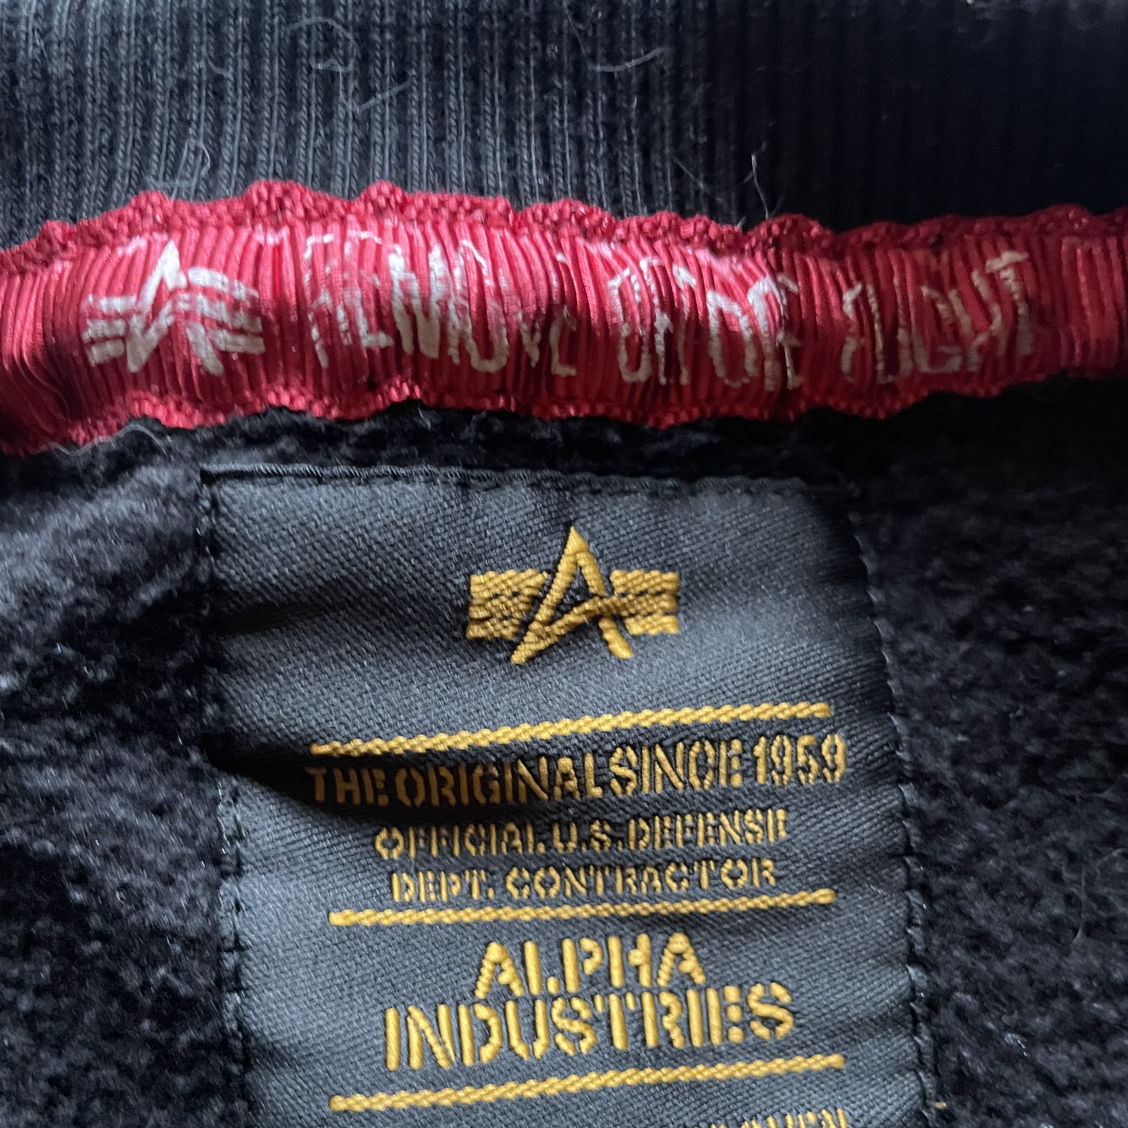 REMOVE BEFORE FLIGHT
THE ORIGINAL SINCE 1959
OFFICIAL U.S. DEFENSE
DEPT. CONTRACTOR
ALPHA
INDUSTRIES